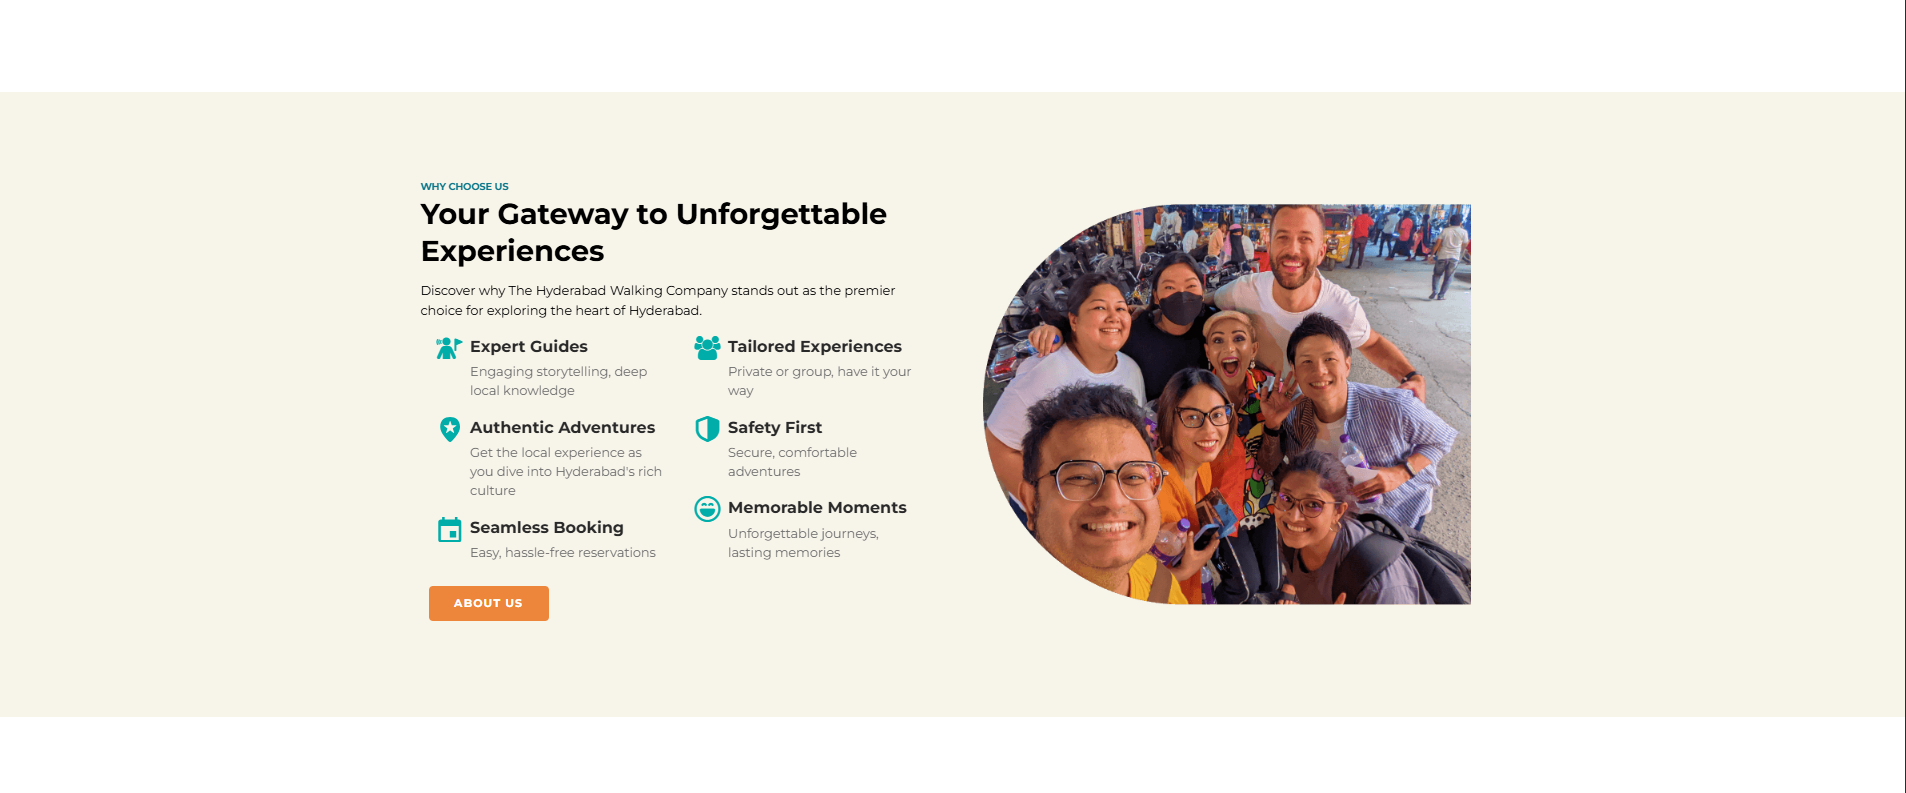 WHY CHOOSE US
Your Gateway to Unforgettable
Experiences
Discover why The Hyderabad Walking Company stands out as the premier
choice for exploring the heart of Hyderabad.
Expert Guides
Engaging storytelling, deep
local knowledge
Authentic Adventures
Get the local experience as
you dive into Hyderabad's rich
culture
Seamless Booking
Easy, hassle-free reservations
Tailored Experiences
Private or group, have it your
way
Safety First
Secure, comfortable
adventures
Memorable Moments
Unforgettable journeys,
lasting memories
ABOUT US